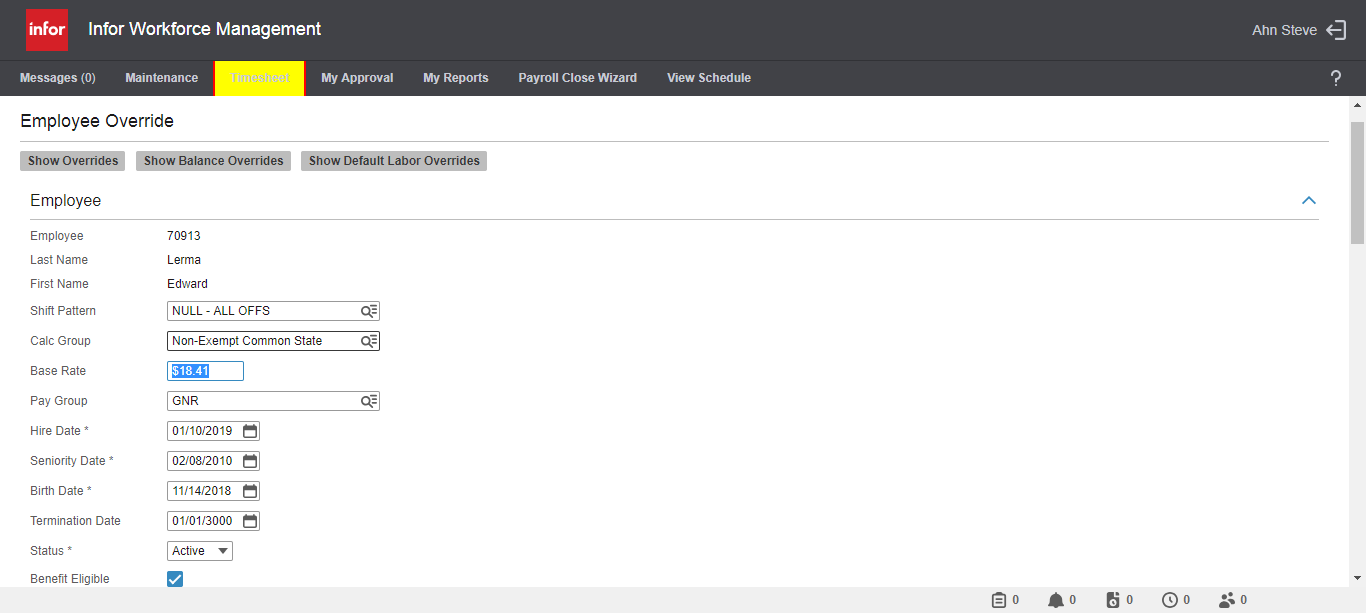 infor Infor Workforce Management Ahn Steve
Messages (0) Maintenance Timesheet My Approval My Reports Payroll Close Wizard View Schedule ?
Employee Override
Show Overrides Show Balance Overrides Show Default Labor Overrides
Employee
Employee 70913
Last Name Lerma
First Name Edward
Shift Pattern NULL - ALL OFFS
Calc Group Non-Exempt Common State
Base Rate $18.41
Pay Group GNR
Hire Date * 01/10/2019
Seniority Date * 02/08/2010
Birth Date * 11/14/2018
Termination Date 01/01/3000
Status * Active
Benefit Eligible
0 0 0 0 0